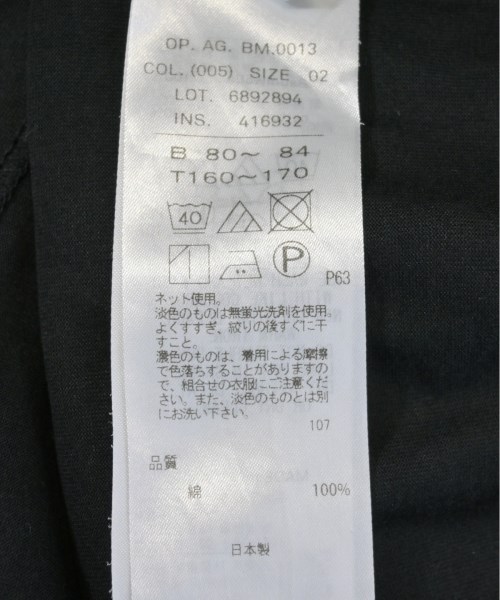 OP. AG. BM.0013
COL. (005) SIZE 02
LOT. 6892894
INS. 416932
B 80～ 84
T160～170
40
P
P63
ネット使用。
淡色のものは無蛍光洗剤を使用。
よくすすぎ、絞りの後すぐに干
すこと。
濃色のものは、着用による摩擦
で色落ちすることがありますの
で、組合せの衣服にご注意くだ
さい。また、淡色のものとは別
にお洗い下さい。
107
品質
綿 100%
日本製